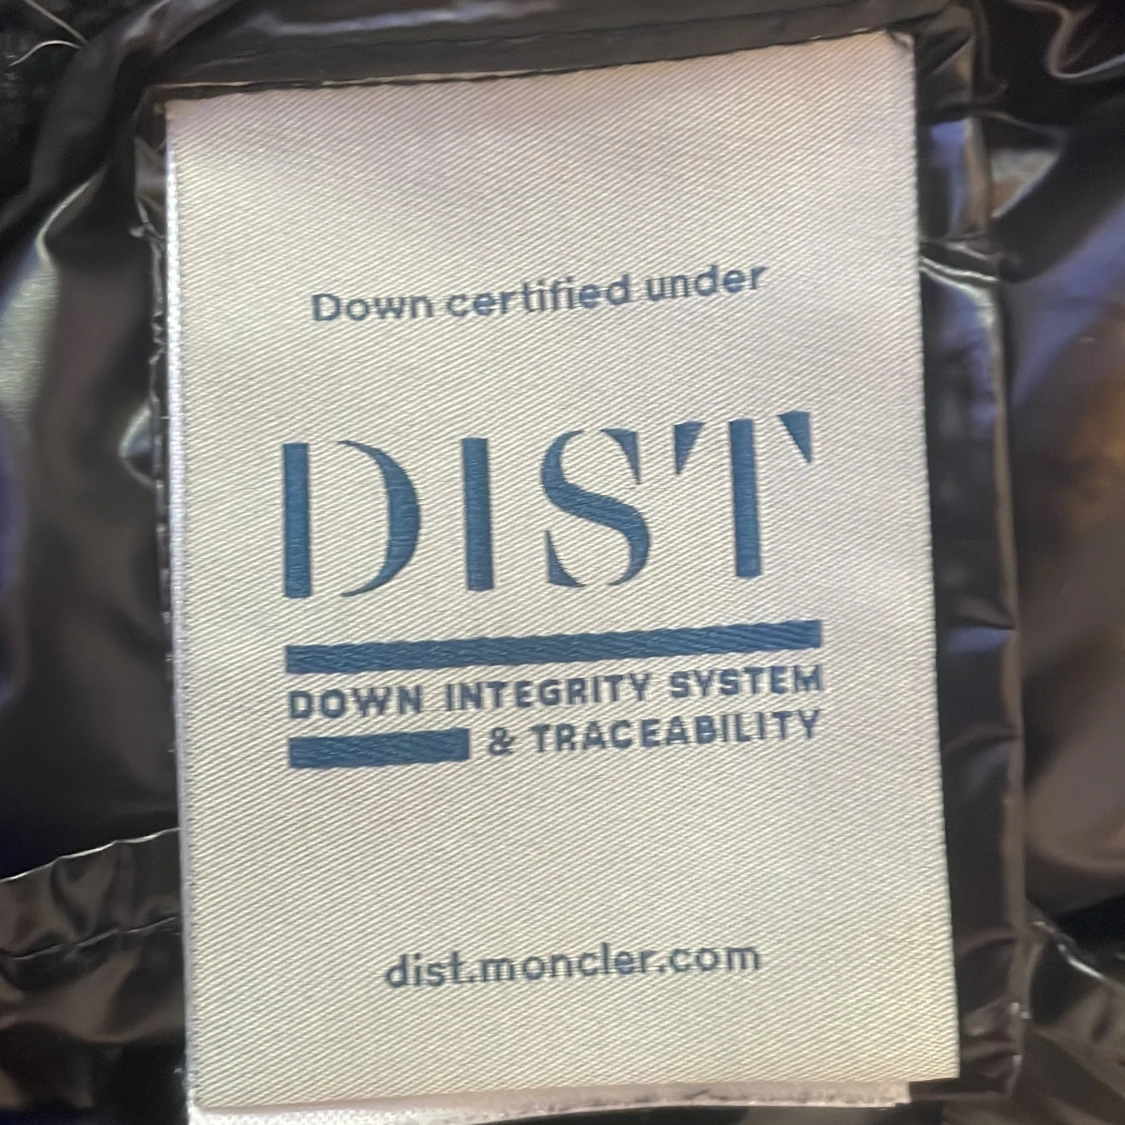 Down certified under
DIST
DOWN INTEGRITY SYSTEM
& TRACEABILITY
dist.moncler.com